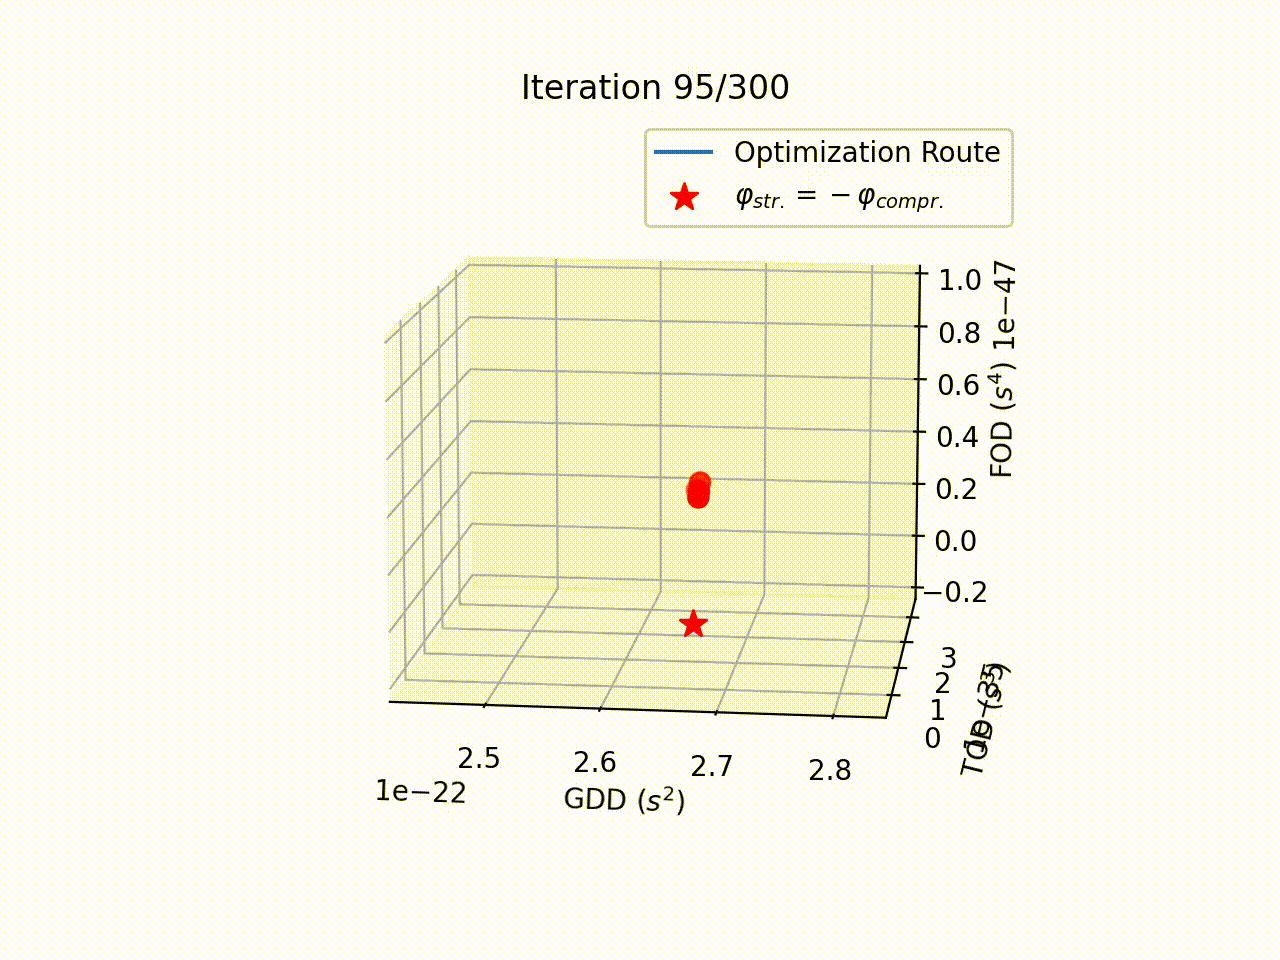 Iteration 95/300
Optimization Route
φstr. = −φcompr.
1.0
0.8
0.6
0.4
0.2
0.0
−0.2
FOD (s⁴) 1e−47
3
2
1
0
TOD (s³)
2.5 2.6 2.7 2.8
1e−22
GDD (s²)